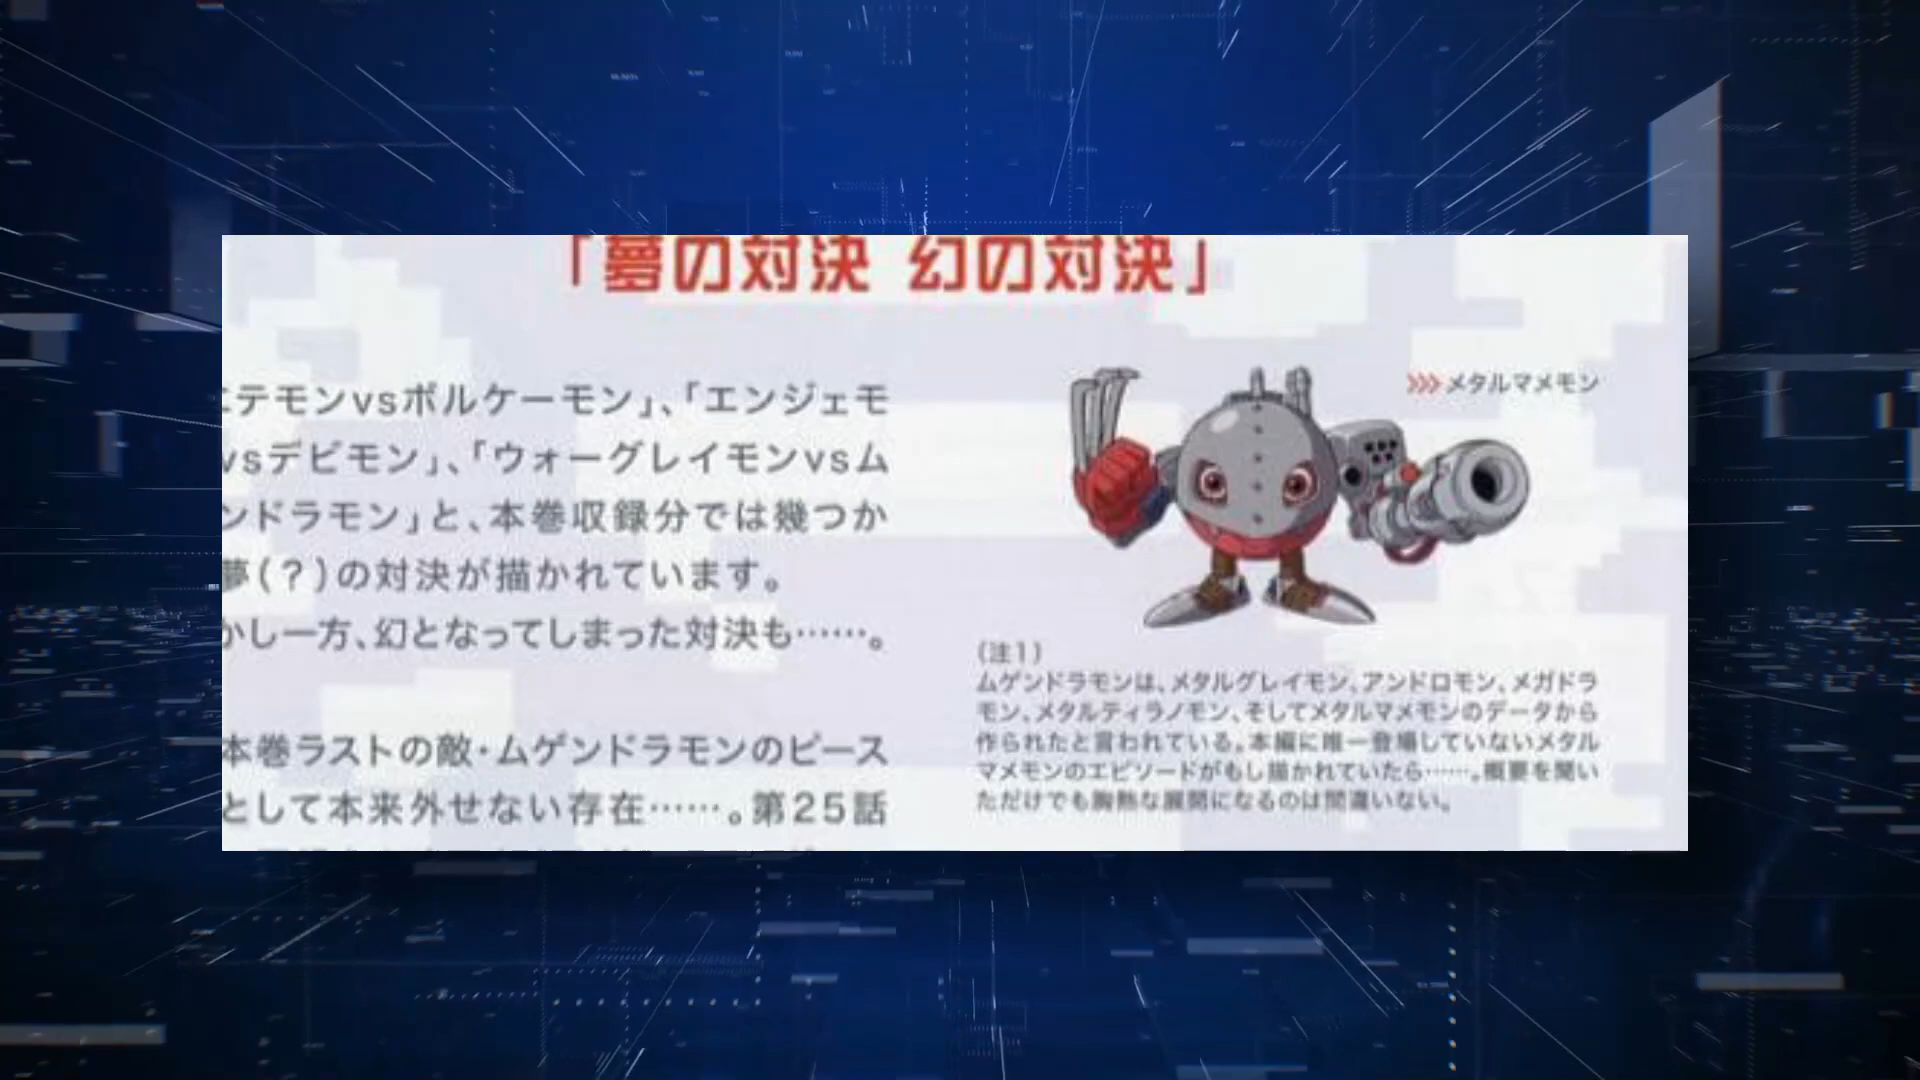 「夢の対決 幻の対決」
エテモンvsボルケーモン」、「エンジェモ
vsデビモン」、「ウォーグレイモンvsム
ンドラモン」と、本巻収録分では幾つか
夢(？)の対決が描かれています。
かし一方、幻となってしまった対決も……。
本巻ラストの敵・ムゲンドラモンのピース
として本来外せない存在……。第25話
>>>メタルマメモン
(注1)
ムゲンドラモンは、メタルグレイモン、アンドロモン、メガドラ
モン、メタルティラノモン、そしてメタルマメモンのデータから
作られたと言われている。本編に唯一登場していないメタル
マメモンのエピソードがもし描かれていたら……。概要を聞い
ただけでも胸熱な展開になるのは間違いない。